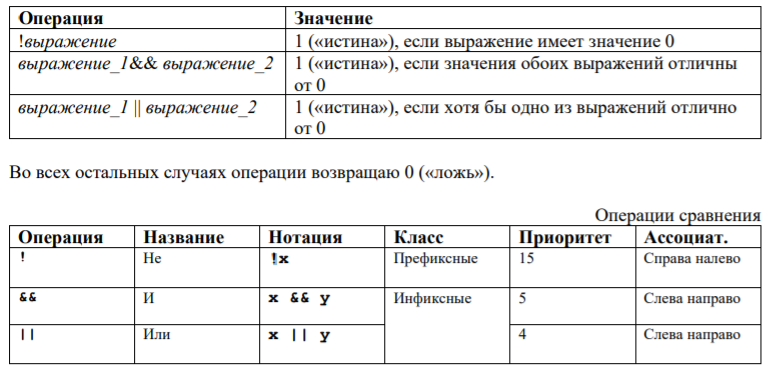 Операция Значение
!выражение 1 («истина»), если выражение имеет значение 0
выражение_1&& выражение_2 1 («истина»), если значения обоих выражений отличны
от 0
выражение_1 || выражение_2 1 («истина»), если хотя бы одно из выражений отлично
от 0
Во всех остальных случаях операции возвращаю 0 («ложь»).
Операции сравнения
Операция Название Нотация Класс Приоритет Ассоциат.
! Не !x Префиксные 15 Справа налево
&& И x && y Инфиксные 5 Слева направо
|| Или x || y 4 Слева направо